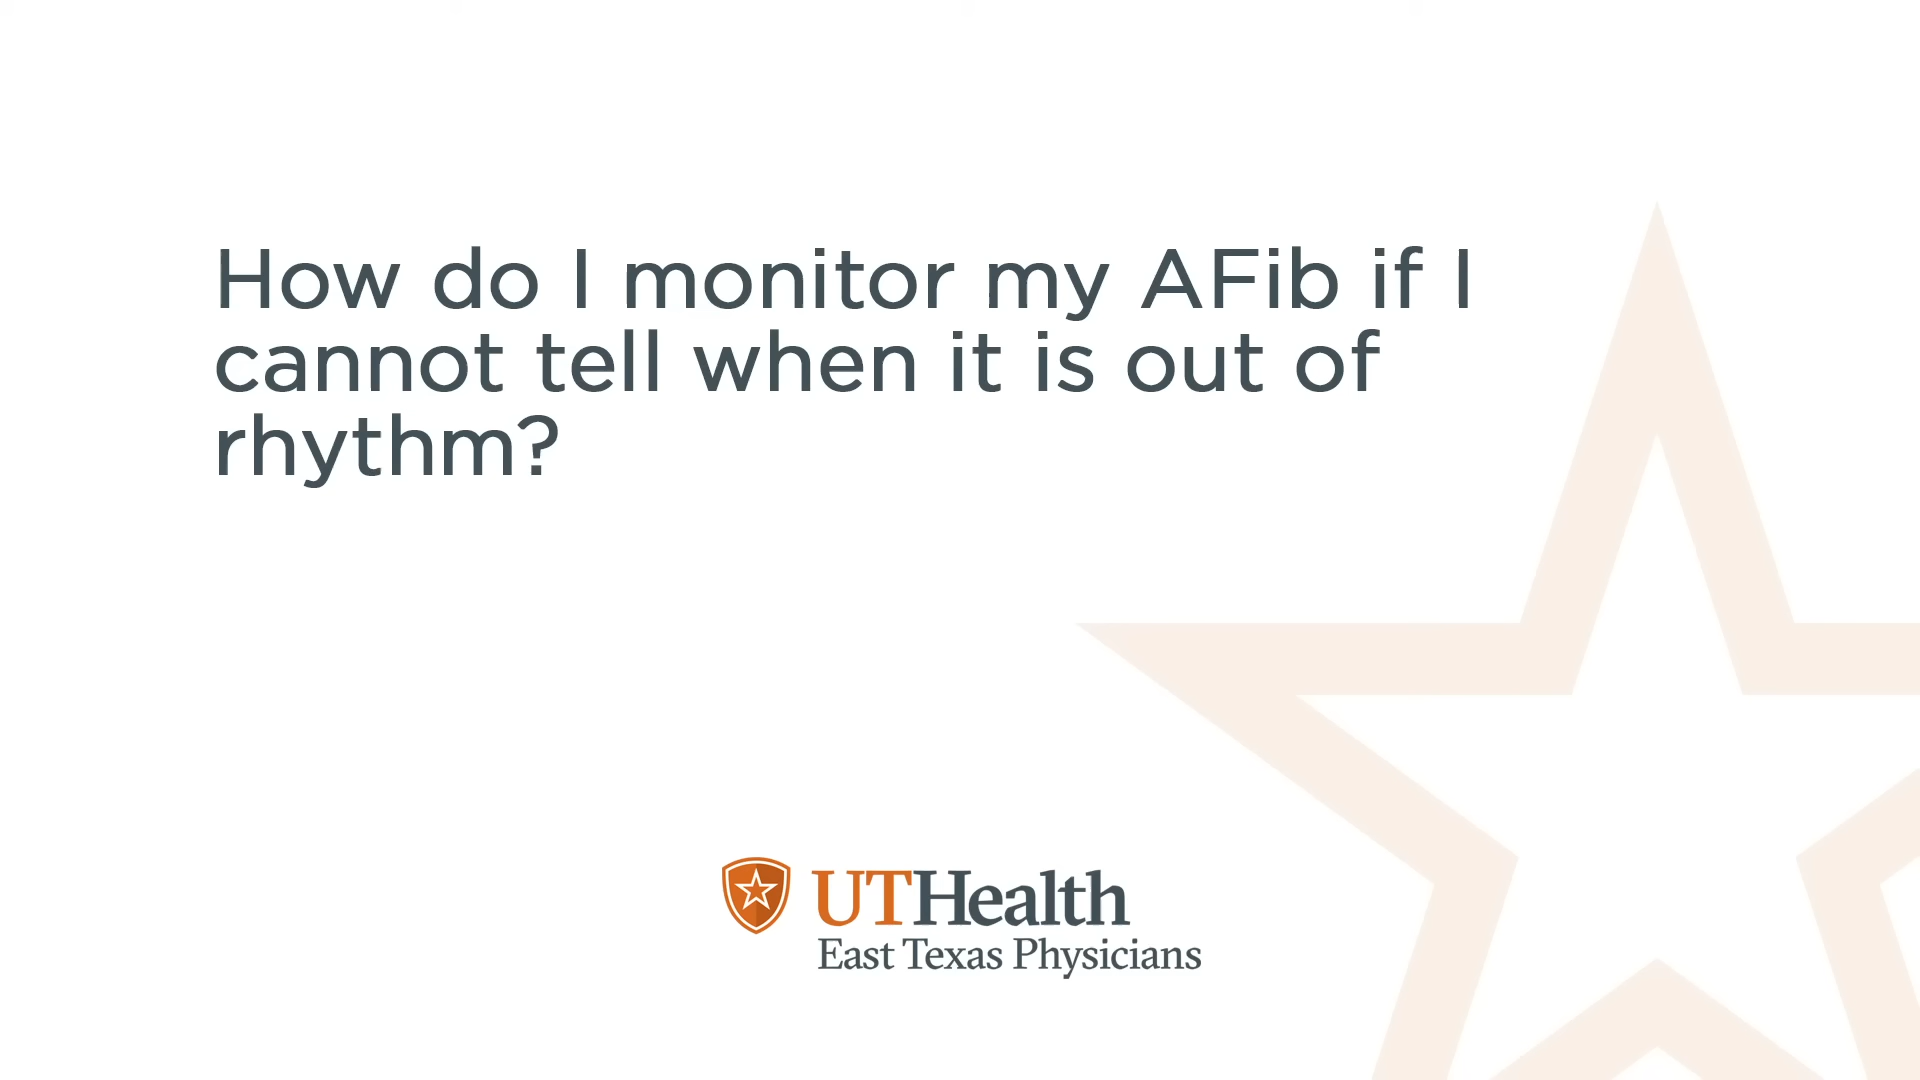 How do I monitor my AFib if I
cannot tell when it is out of
rhythm?
UTHealth
East Texas Physicians